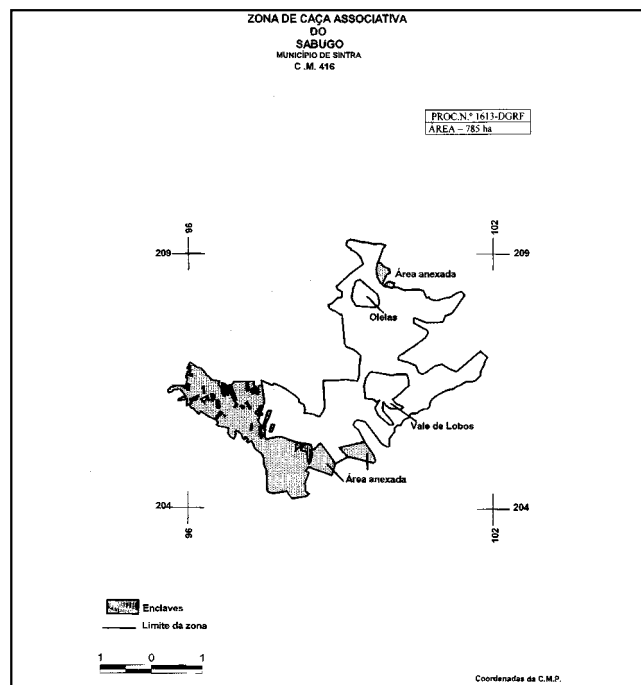 ZONA DE CAÇA ASSOCIATIVA
DO
SABUGO
MUNICÍPIO DE SINTRA
C .M. 416
PROC.N.º 1613-DGRF
ÁREA – 785 ha
96
102
209
209
Área anexada
Olelas
Vale de Lobos
Área anexada
204
204
96
102
Enclaves
Limite da zona
1 0 1
Coordenadas da C.M.P.